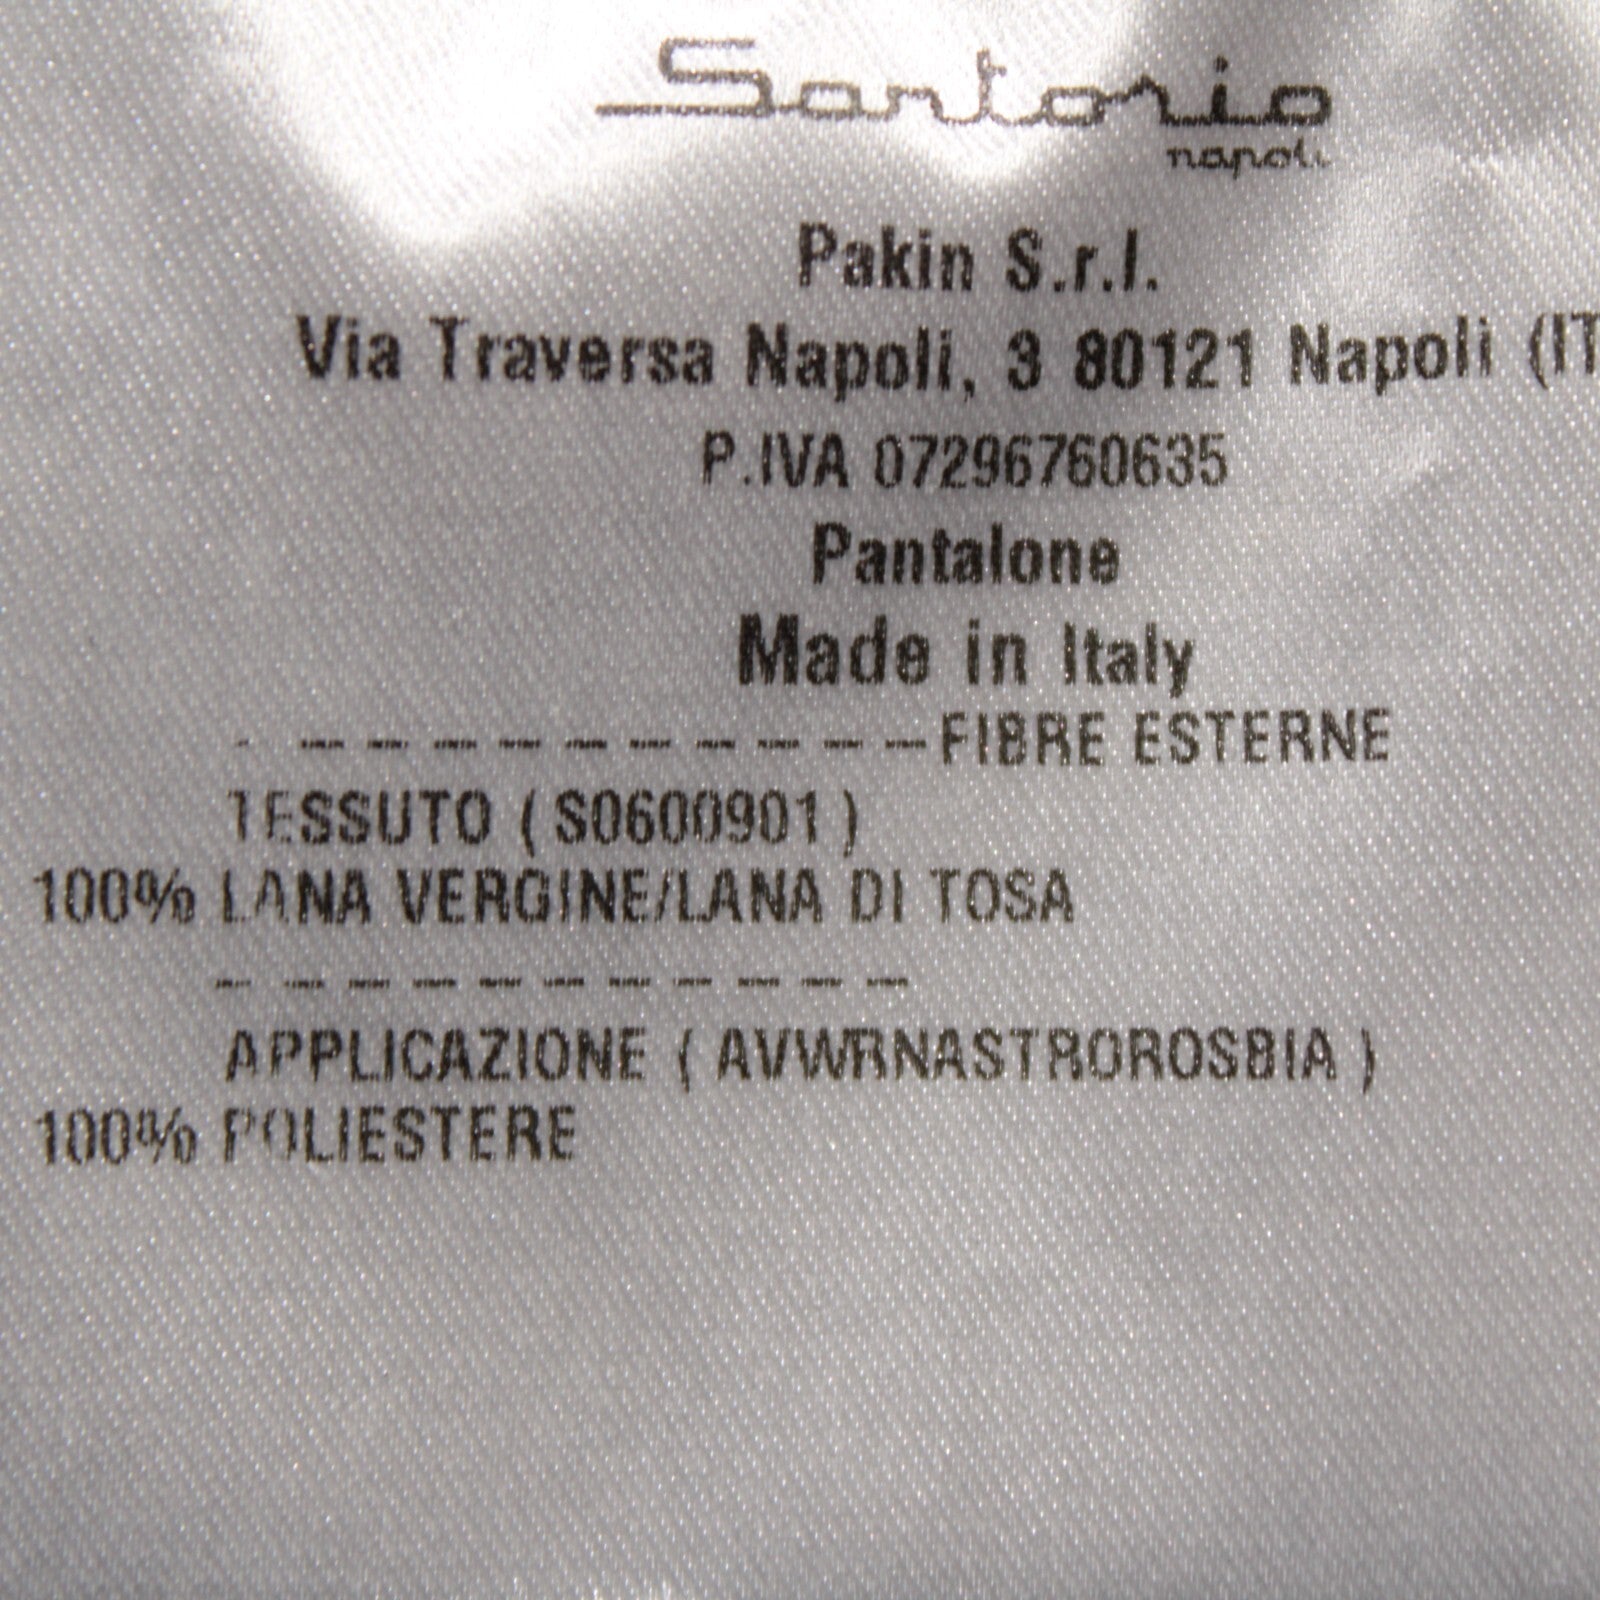 Sartorio
napoli
Pakin S.r.l.
Via Traversa Napoli, 3 80121 Napoli (IT
P.IVA 07296760635
Pantalone
Made in Italy
- - - - - - - - - - -FIBRE ESTERNE
TESSUTO ( S0600901 )
100% LANA VERGINE/LANA DI TOSA
- - - - - - - - - - -
APPLICAZIONE ( AVWRNASTROROSBIA )
100% POLIESTERE